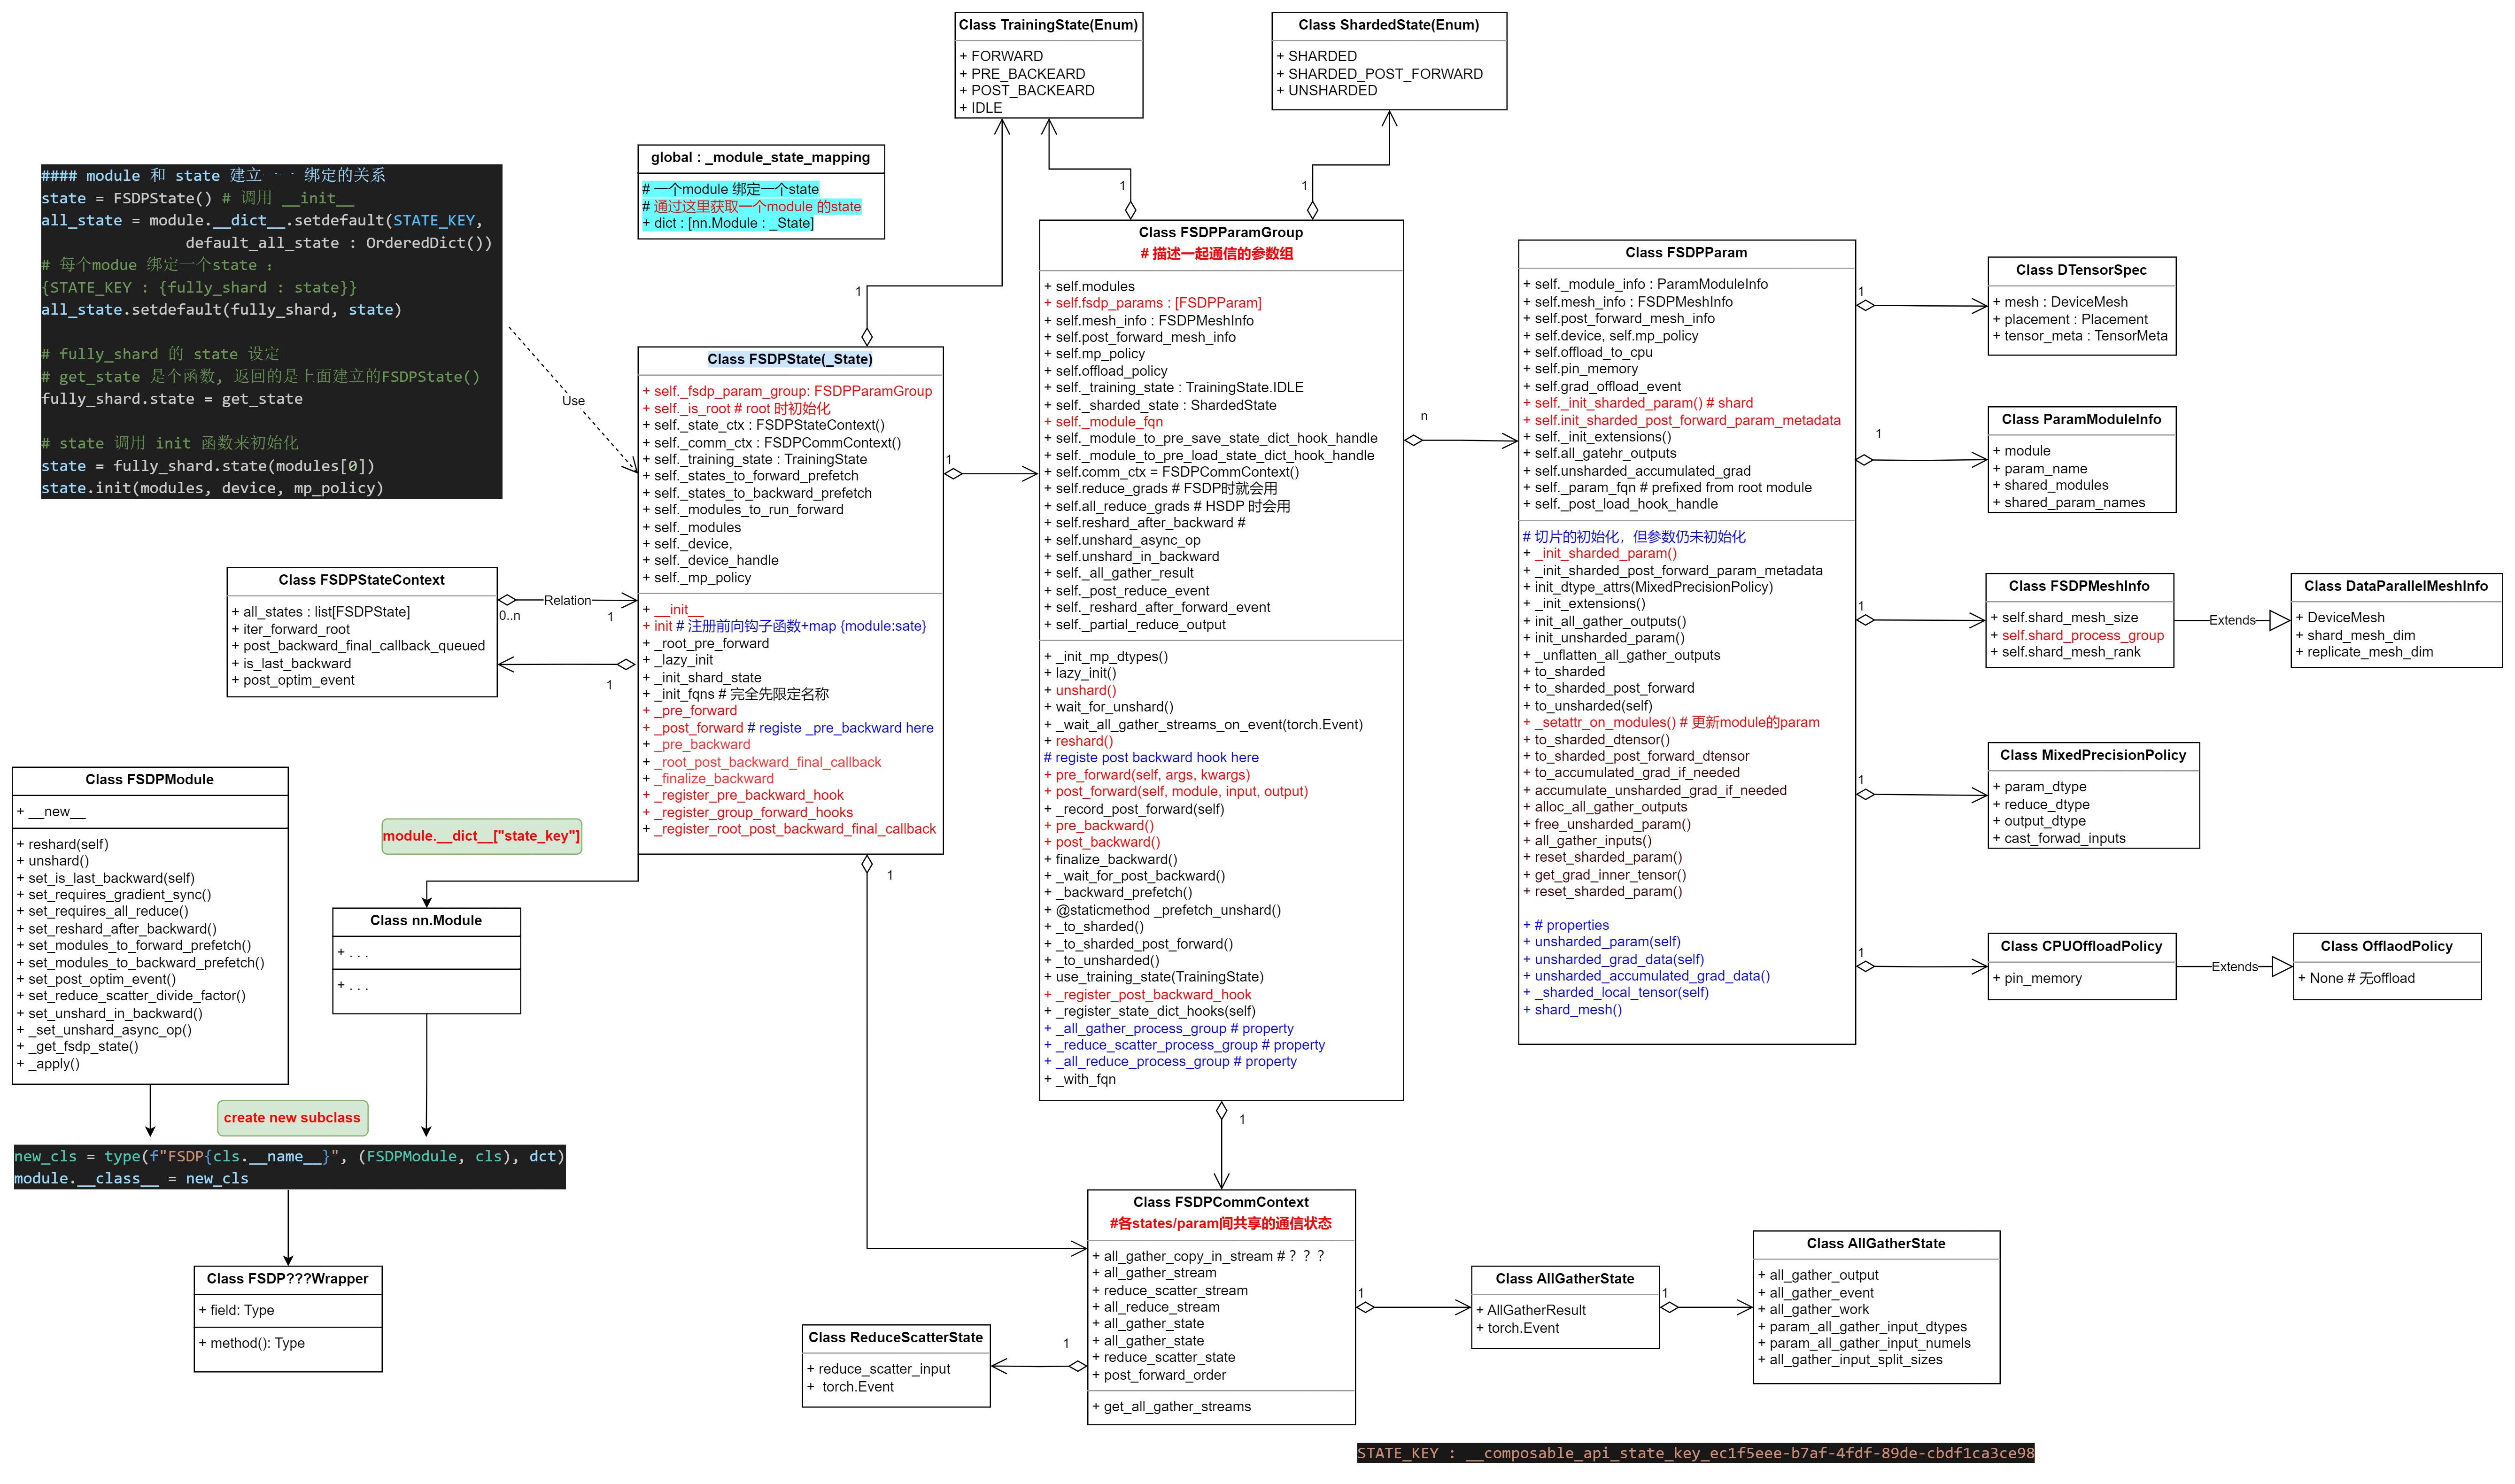 Class TrainingState(Enum)
+ FORWARD
+ PRE_BACKEARD
+ POST_BACKEARD
+ IDLE
Class ShardedState(Enum)
+ SHARDED
+ SHARDED_POST_FORWARD
+ UNSHARDED
global : _module_state_mapping
# 一个module 绑定一个state
# 通过这里获取一个module 的state
+ dict : [nn.Module : _State]
#### module 和 state 建立一一 绑定的关系
state = FSDPState() # 调用 __init__
all_state = module.__dict__.setdefault(STATE_KEY,
default_all_state : OrderedDict())
# 每个modue 绑定一个state :
{STATE_KEY : {fully_shard : state}}
all_state.setdefault(fully_shard, state)
# fully_shard 的 state 设定
# get_state 是个函数, 返回的是上面建立的FSDPState()
fully_shard.state = get_state
# state 调用 init 函数来初始化
state = fully_shard.state(modules[0])
state.init(modules, device, mp_policy)
Use
1
1
1
Class FSDPState(_State)
+ self._fsdp_param_group: FSDPParamGroup
+ self._is_root # root 时初始化
+ self._state_ctx : FSDPStateContext()
+ self._comm_ctx : FSDPCommContext()
+ self._training_state : TrainingState
+ self._states_to_forward_prefetch
+ self._states_to_backward_prefetch
+ self._modules_to_run_forward
+ self._modules
+ self._device,
+ self._device_handle
+ self._mp_policy
+ __init__
+ init # 注册前向钩子函数+map {module:sate}
+ _root_pre_forward
+ _lazy_init
+ _init_shard_state
+ _init_fqns # 完全先限定名称
+ _pre_forward
+ _post_forward # registe _pre_backward here
+ _pre_backward
+ _root_post_backward_final_callback
+ _finalize_backward
+ _register_pre_backward_hook
+ _register_group_forward_hooks
+ _register_root_post_backward_final_callback
1
1
Class FSDPParamGroup
# 描述一起通信的参数组
+ self.modules
+ self.fsdp_params : [FSDPParam]
+ self.mesh_info : FSDPMeshInfo
+ self.post_forward_mesh_info
+ self.mp_policy
+ self.offload_policy
+ self._training_state : TrainingState.IDLE
+ self._sharded_state : ShardedState
+ self._module_fqn
+ self._module_to_pre_save_state_dict_hook_handle
+ self._module_to_pre_load_state_dict_hook_handle
+ self.comm_ctx = FSDPCommContext()
+ self.reduce_grads # FSDP时就会用
+ self.all_reduce_grads # HSDP 时会用
+ self.reshard_after_backward #
+ self.unshard_async_op
+ self.unshard_in_backward
+ self._all_gather_result
+ self._post_reduce_event
+ self._reshard_after_forward_event
+ self._partial_reduce_output
+ _init_mp_dtypes()
+ lazy_init()
+ unshard()
+ wait_for_unshard()
+ _wait_all_gather_streams_on_event(torch.Event)
+ reshard()
# registe post backward hook here
+ pre_forward(self, args, kwargs)
+ post_forward(self, module, input, output)
+ _record_post_forward(self)
+ pre_backward()
+ post_backward()
+ finalize_backward()
+ _wait_for_post_backward()
+ _backward_prefetch()
+ @staticmethod _prefetch_unshard()
+ _to_sharded()
+ _to_sharded_post_forward()
+ _to_unsharded()
+ use_training_state(TrainingState)
+ _register_post_backward_hook
+ _register_state_dict_hooks(self)
+ _all_gather_process_group # property
+ _reduce_scatter_process_group # property
+ _all_reduce_process_group # property
+ _with_fqn
n
1
Class FSDPParam
+ self._module_info : ParamModuleInfo
+ self.mesh_info : FSDPMeshInfo
+ self.post_forward_mesh_info
+ self.device, self.mp_policy
+ self.offload_to_cpu
+ self.pin_memory
+ self.grad_offload_event
+ self._init_sharded_param() # shard
+ self.init_sharded_post_forward_param_metadata
+ self._init_extensions()
+ self.all_gatehr_outputs
+ self.unsharded_accumulated_grad
+ self._param_fqn # prefixed from root module
+ self._post_load_hook_handle
# 切片的初始化，但参数仍未初始化
+ _init_sharded_param()
+ _init_sharded_post_forward_param_metadata
+ init_dtype_attrs(MixedPrecisionPolicy)
+ _init_extensions()
+ init_all_gather_outputs()
+ init_unsharded_param()
+ _unflatten_all_gather_outputs
+ to_sharded
+ to_sharded_post_forward
+ to_unsharded(self)
+ _setattr_on_modules() # 更新module的param
+ to_sharded_dtensor()
+ to_sharded_post_forward_dtensor
+ to_accumulated_grad_if_needed
+ accumulate_unsharded_grad_if_needed
+ alloc_all_gather_outputs
+ free_unsharded_param()
+ all_gather_inputs()
+ reset_sharded_param()
+ get_grad_inner_tensor()
+ reset_sharded_param()
+ # properties
+ unsharded_param(self)
+ unsharded_grad_data(self)
+ unsharded_accumulated_grad_data()
+ _sharded_local_tensor(self)
+ shard_mesh()
1
Class DTensorSpec
+ mesh : DeviceMesh
+ placement : Placement
+ tensor_meta : TensorMeta
1
Class ParamModuleInfo
+ module
+ param_name
+ shared_modules
+ shared_param_names
1
Class FSDPMeshInfo
+ self.shard_mesh_size
+ self.shard_process_group
+ self.shard_mesh_rank
Extends
Class DataParallelMeshInfo
+ DeviceMesh
+ shard_mesh_dim
+ replicate_mesh_dim
1
Class MixedPrecisionPolicy
+ param_dtype
+ reduce_dtype
+ output_dtype
+ cast_forwad_inputs
1
Class CPUOffloadPolicy
+ pin_memory
Extends
Class OfflaodPolicy
+ None # 无offload
Class FSDPStateContext
+ all_states : list[FSDPState]
+ iter_forward_root
+ post_backward_final_callback_queued
+ is_last_backward
+ post_optim_event
Relation
0..n
1
1
Class FSDPModule
+ __new__
+ reshard(self)
+ unshard()
+ set_is_last_backward(self)
+ set_requires_gradient_sync()
+ set_requires_all_reduce()
+ set_reshard_after_backward()
+ set_modules_to_forward_prefetch()
+ set_modules_to_backward_prefetch()
+ set_post_optim_event()
+ set_reduce_scatter_divide_factor()
+ set_unshard_in_backward()
+ _set_unshard_async_op()
+ _get_fsdp_state()
+ _apply()
module.__dict__["state_key"]
Class nn.Module
+ . . .
+ . . .
create new subclass
new_cls = type(f"FSDP{cls.__name__}", (FSDPModule, cls), dct)
module.__class__ = new_cls
Class FSDP???Wrapper
+ field: Type
+ method(): Type
Class FSDPCommContext
#各states/param间共享的通信状态
+ all_gather_copy_in_stream #？？？
+ all_gather_stream
+ reduce_scatter_stream
+ all_reduce_stream
+ all_gather_state
+ all_gather_state
+ reduce_scatter_state
+ post_forward_order
+ get_all_gather_streams
1
Class ReduceScatterState
+ reduce_scatter_input
+ torch.Event
1
Class AllGatherState
+ AllGatherResult
+ torch.Event
1
Class AllGatherState
+ all_gather_output
+ all_gather_event
+ all_gather_work
+ param_all_gather_input_dtypes
+ param_all_gather_input_numels
+ all_gather_input_split_sizes
STATE_KEY : __composable_api_state_key_ec1f5eee-b7af-4fdf-89de-cbdf1ca3ce98